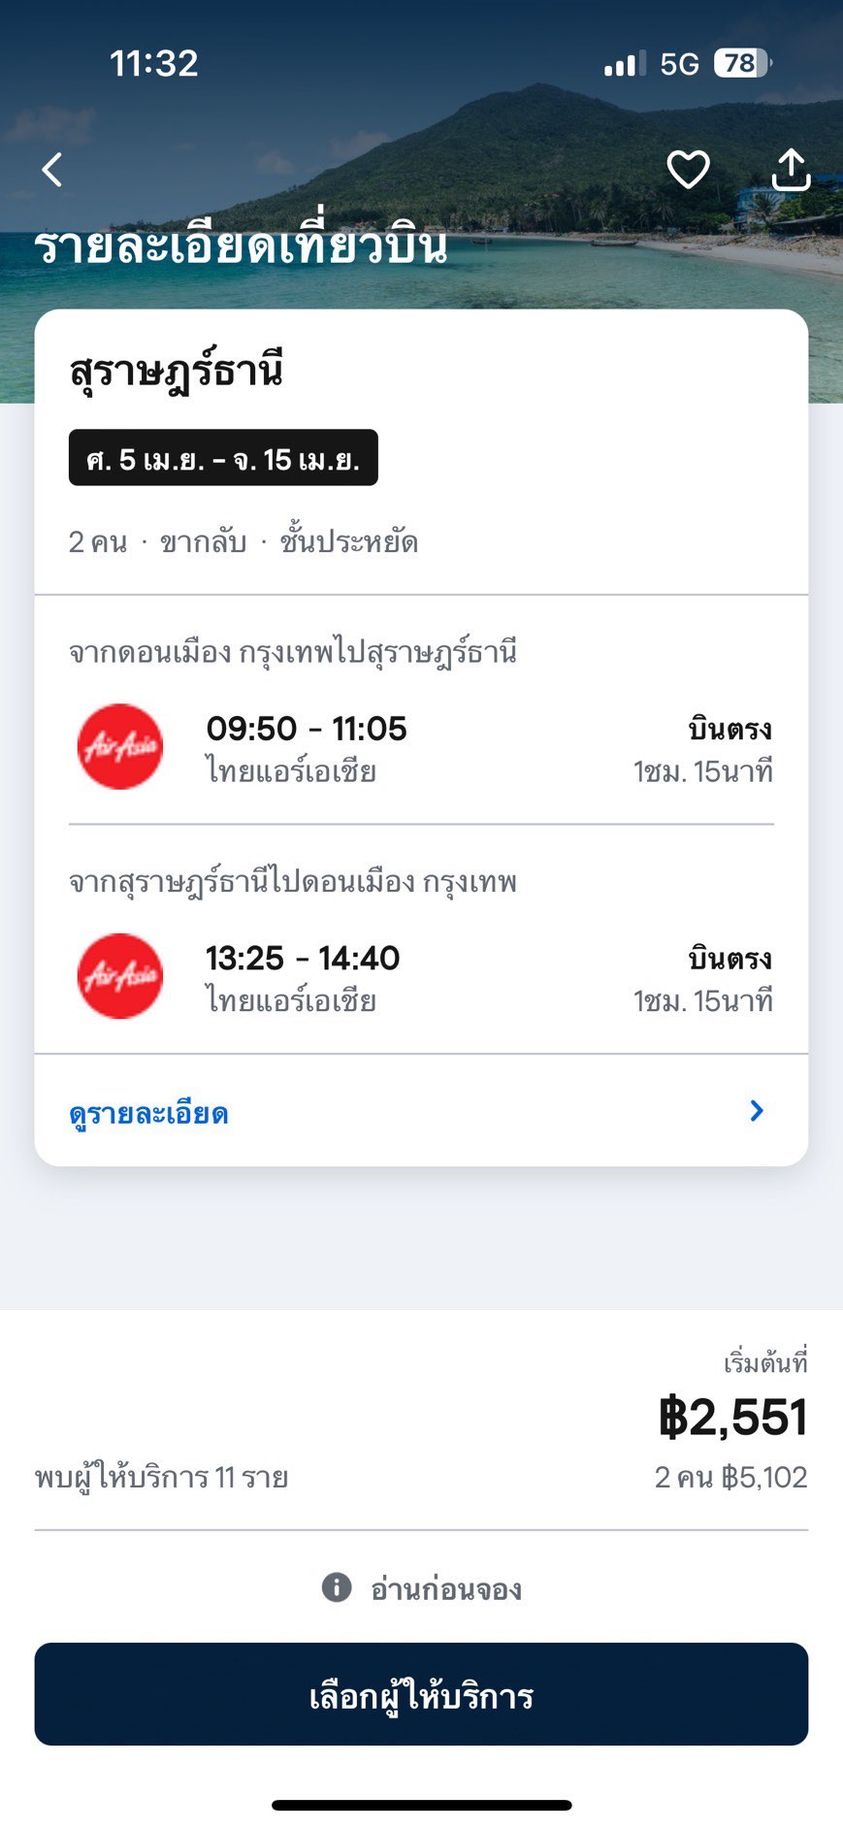 11:32
5G 78
รายละเอียดเที่ยวบิน
สุราษฎร์ธานี
ศ. 5 เม.ย. – จ. 15 เม.ย.
2 คน · ขากลับ · ชั้นประหยัด
จากดอนเมือง กรุงเทพไปสุราษฎร์ธานี
AirAsia 09:50 – 11:05 บินตรง
ไทยแอร์เอเชีย 1ชม. 15นาที
จากสุราษฎร์ธานีไปดอนเมือง กรุงเทพ
AirAsia 13:25 – 14:40 บินตรง
ไทยแอร์เอเชีย 1ชม. 15นาที
ดูรายละเอียด
เริ่มต้นที่
฿2,551
พบผู้ให้บริการ 11 ราย 2 คน ฿5,102
อ่านก่อนจอง
เลือกผู้ให้บริการ